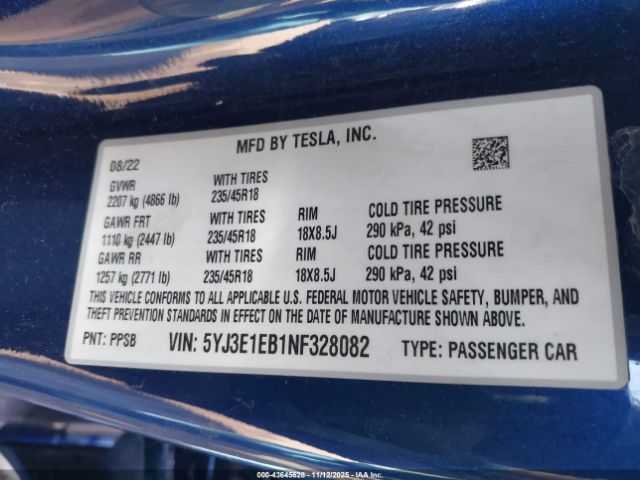 MFD BY TESLA, INC.
08/22
GVWR WITH TIRES
2207 kg (4866 lb) 235/45R18
GAWR FRT WITH TIRES RIM COLD TIRE PRESSURE
1110 kg (2447 lb) 235/45R18 18X8.5J 290 kPa, 42 psi
GAWR RR WITH TIRES RIM COLD TIRE PRESSURE
1257 kg (2771 lb) 235/45R18 18X8.5J 290 kPa, 42 psi
THIS VEHICLE CONFORMS TO ALL APPLICABLE U.S. FEDERAL MOTOR VEHICLE SAFETY, BUMPER, AND
THEFT PREVENTION STANDARDS IN EFFECT ON THE DATE OF MANUFACTURE SHOWN ABOVE.
PNT: PPSB VIN: 5YJ3E1EB1NF328082 TYPE: PASSENGER CAR
000-43645628 - 11/12/2025 - IAAI.COM